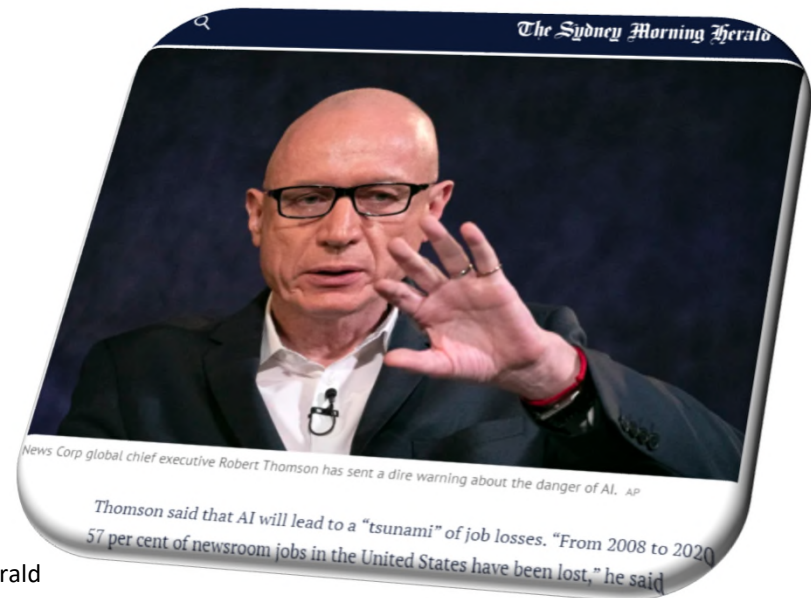 The Sydney Morning Herald
News Corp global chief executive Robert Thomson has sent a dire warning about the danger of AI. AP
Thomson said that AI will lead to a “tsunami” of job losses. “From 2008 to 2020
57 per cent of newsroom jobs in the United States have been lost,” he said
rald